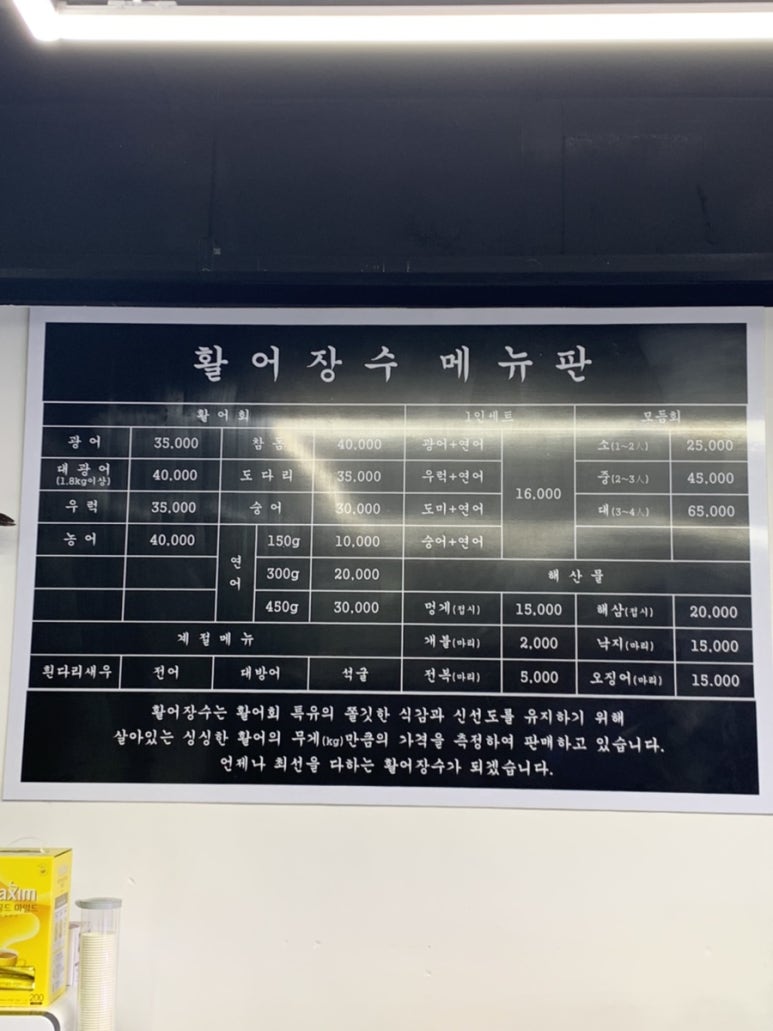 활어장수 메뉴판
활어회 1인세트 모듬회
광어 35,000 참돔 40,000 광어+연어 소(1~2人) 25,000
대광어 (1.8kg이상) 40,000 도다리 35,000 우럭+연어 16,000 중(2~3人) 45,000
우럭 35,000 숭어 30,000 도미+연어 대(3~4人) 65,000
농어 40,000 연어 150g 10,000 숭어+연어
300g 20,000 해산물
450g 30,000 멍게(접시) 15,000 해삼(접시) 20,000
계절메뉴 개불(마리) 2,000 낙지(마리) 15,000
흰다리새우 전어 대방어 석굴 전복(마리) 5,000 오징어(마리) 15.000
활어장수는 활어회 특유의 쫄깃한 식감과 신선도를 유지하기 위해
살아있는 싱싱한 활어의 무게(kg)만큼의 가격을 측정하여 판매하고 있습니다.
언제나 최선을 다하는 활어장수가 되겠습니다.
axim
골드 마일드
200